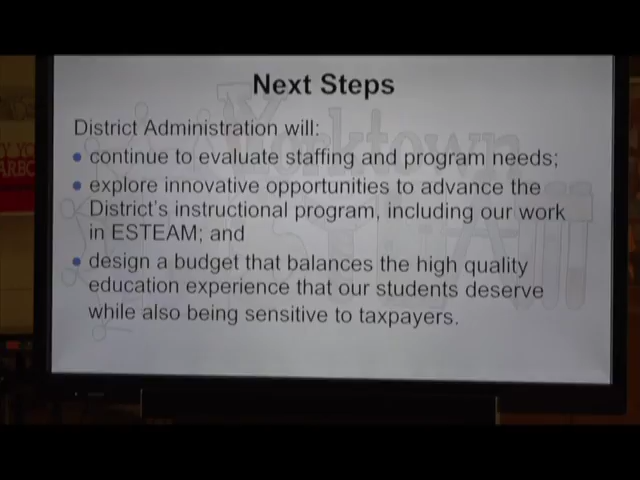 Next Steps
District Administration will:
continue to evaluate staffing and program needs;
explore innovative opportunities to advance the
District's instructional program, including our work
in ESTEAM; and
design a budget that balances the high quality
education experience that our students deserve
while also being sensitive to taxpayers.
Yorktown